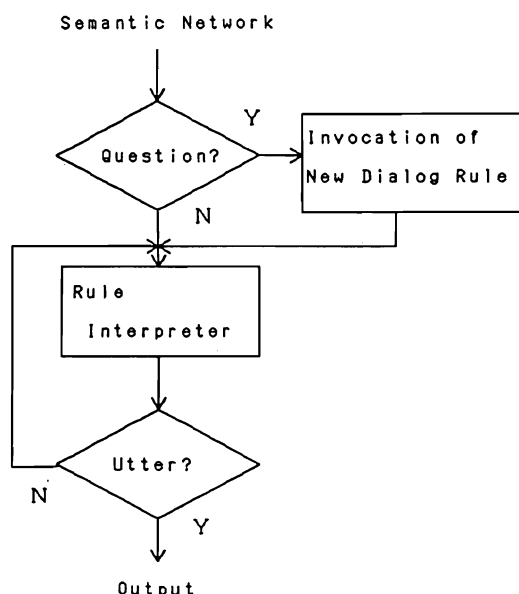 Semantic Network
Y
Question?
Invocation of
New Dialog Rule
N
Rule
Interpreter
Utter?
N
Y
Output